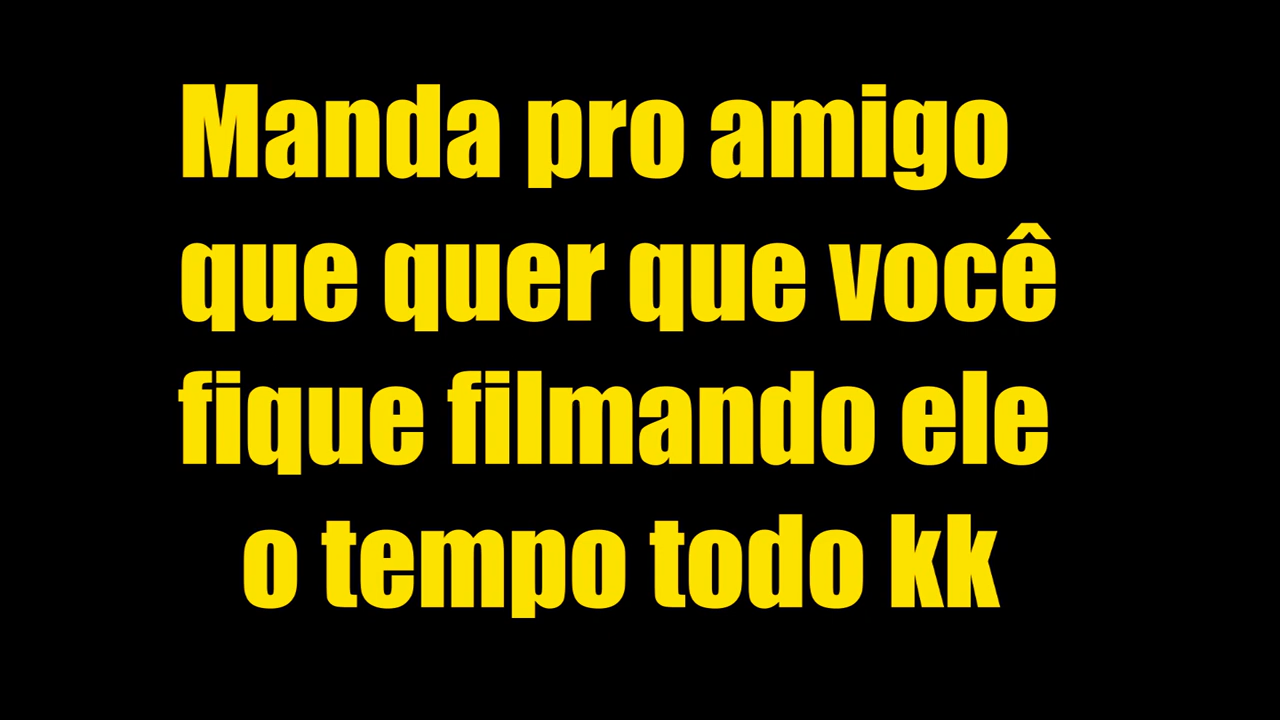 Manda pro amigo
que quer que você
fique filmando ele
o tempo todo kk